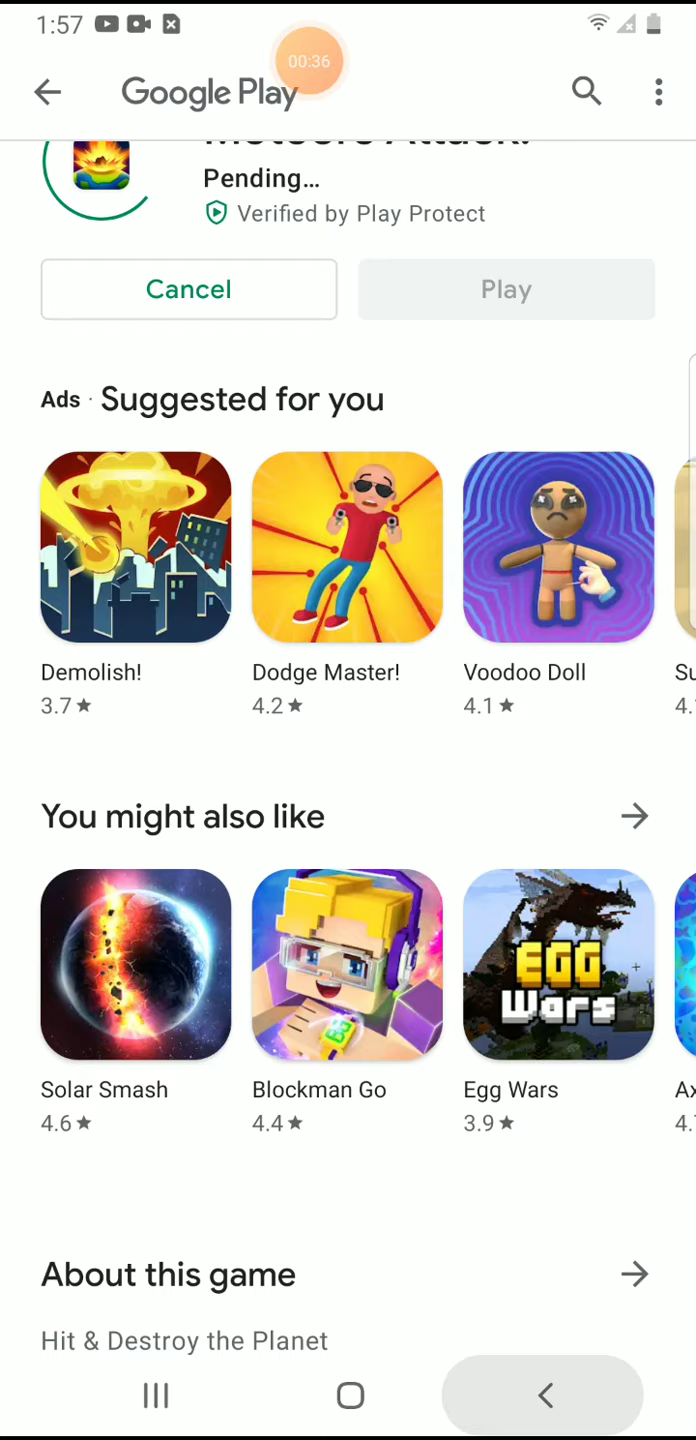 1:57
00:36
Google Play
Meteors Attack!
Pending...
Verified by Play Protect
Cancel
Play
Ads · Suggested for you
Demolish!
Dodge Master!
Voodoo Doll
3.7★
4.2★
4.1★
You might also like
EGG
Wars
Solar Smash
Blockman Go
Egg Wars
4.6★
4.4★
3.9★
About this game
Hit & Destroy the Planet